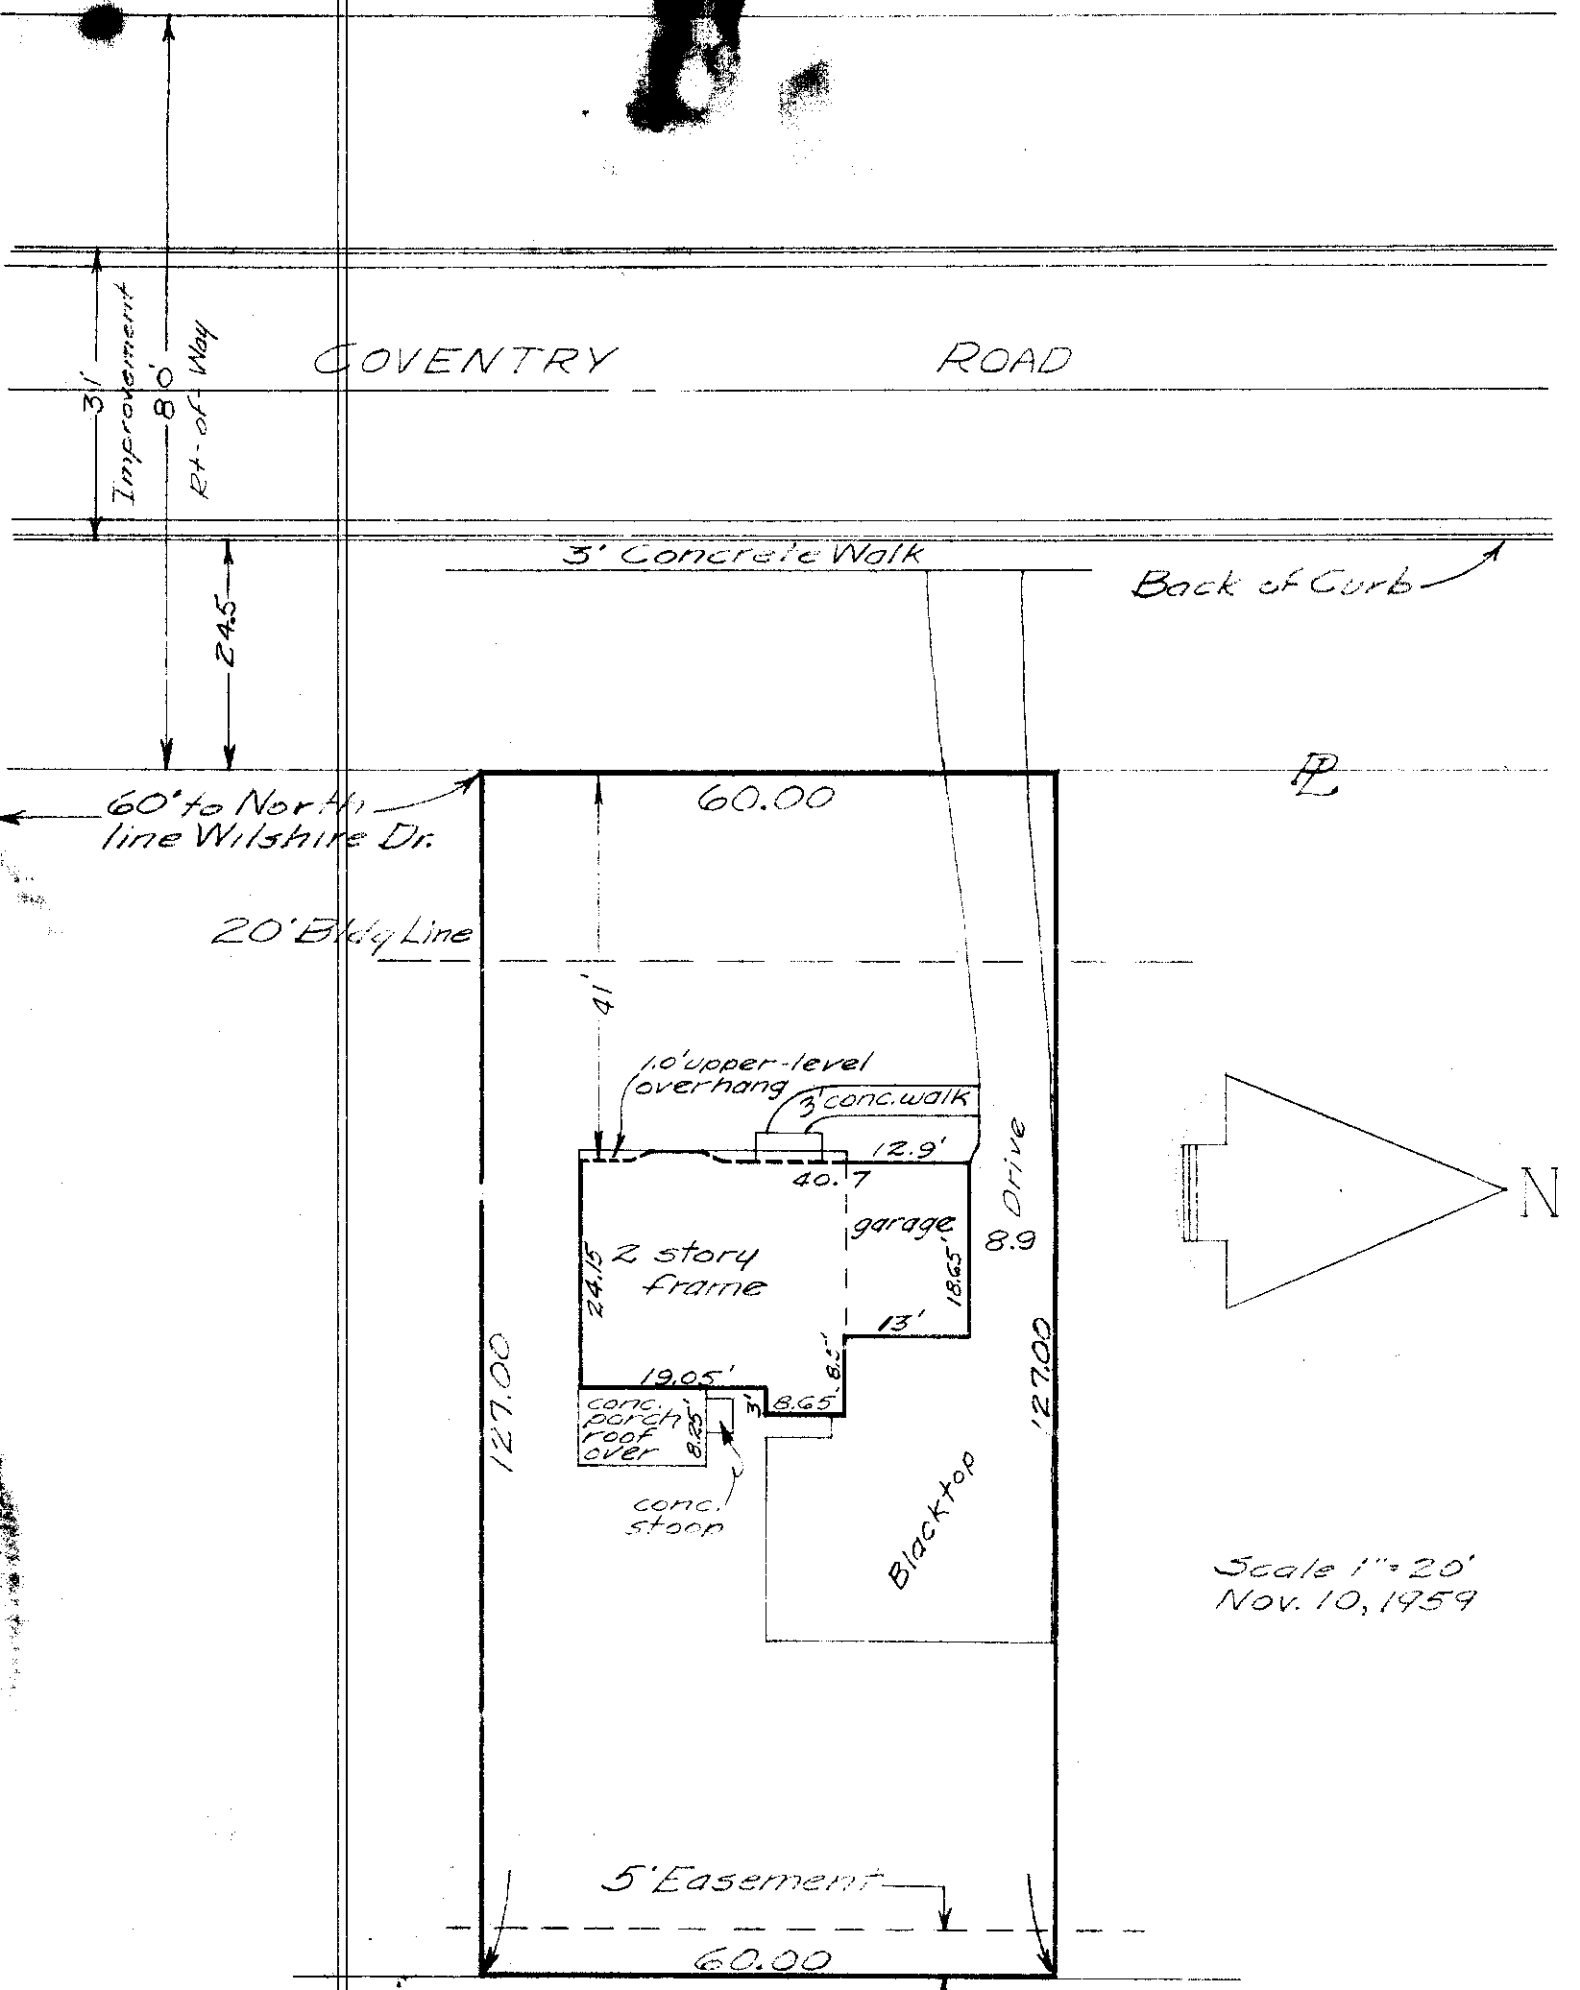 31'
Improvement
80'
Rt-of-Way
COVENTRY ROAD
3' Concrete Walk
Back of Curb
24.5
PL
60' to North
line Wilshire Dr.
60.00
20' Bldg Line
41'
1.0' upper-level
overhang
3' conc. walk
12.9'
40.7
Drive
8.9
garage
18.65'
2 story
frame
24.15
N
13'
8.5'
19.05'
3'
8.65
conc.
porch
roof
over
8.25'
conc.
stoop
127.00
127.00
Blacktop
Scale 1"=20'
Nov. 10, 1959
5' Easement
60.00